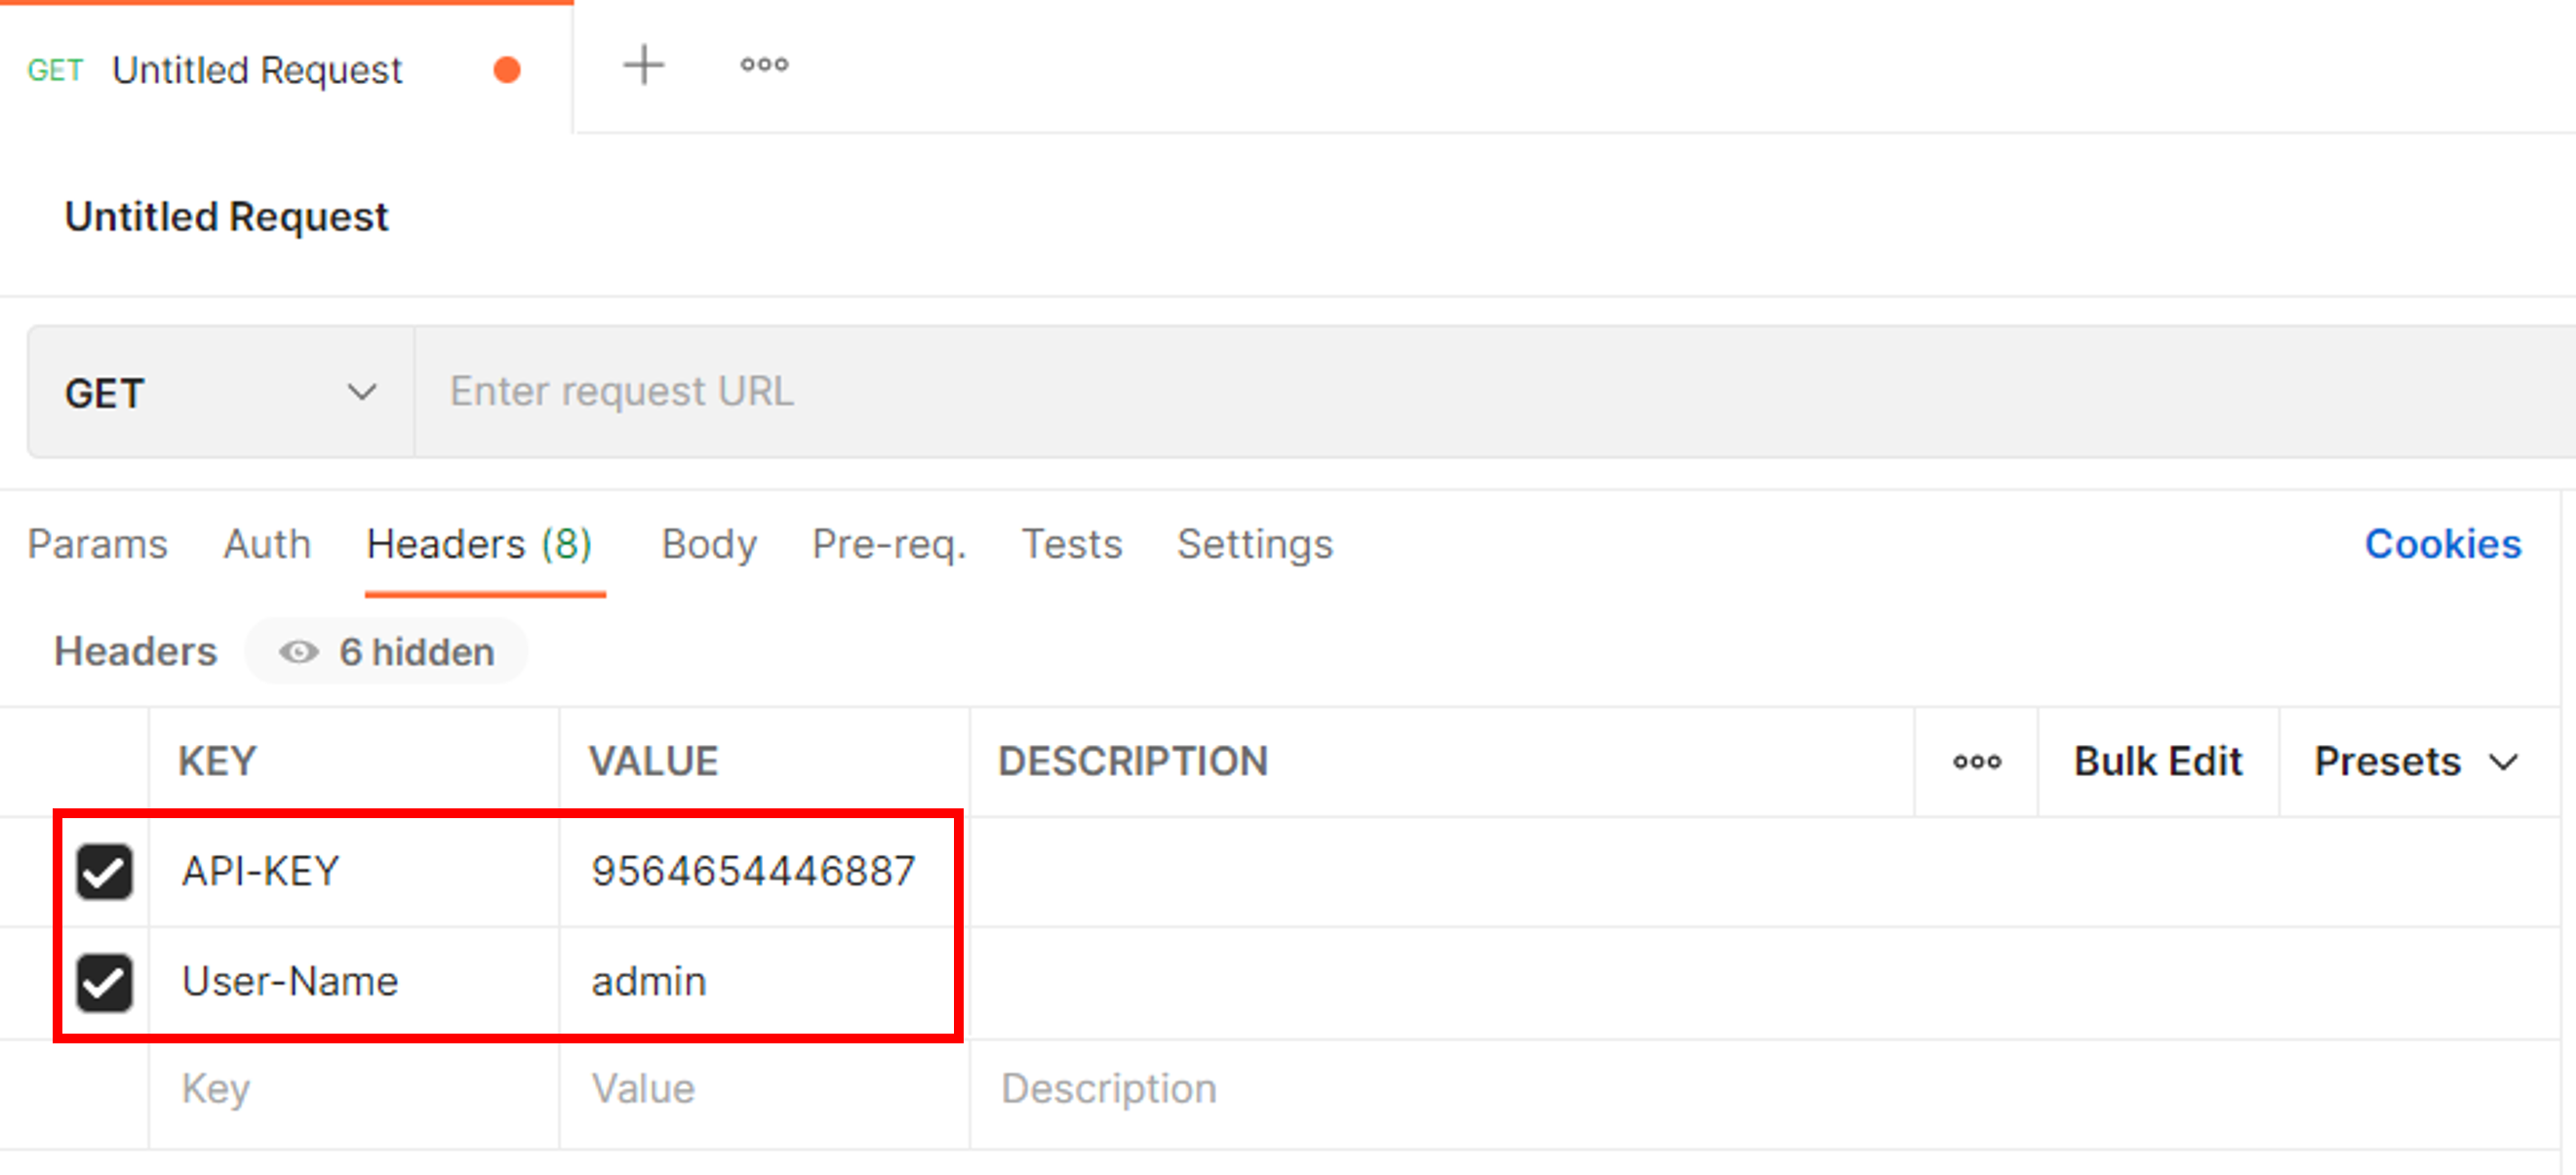 GET Untitled Request
Untitled Request
GET Enter request URL
Params Auth Headers (8) Body Pre-req. Tests Settings Cookies
Headers 6 hidden
KEY VALUE DESCRIPTION Bulk Edit Presets
API-KEY 9564654446887
User-Name admin
Key Value Description